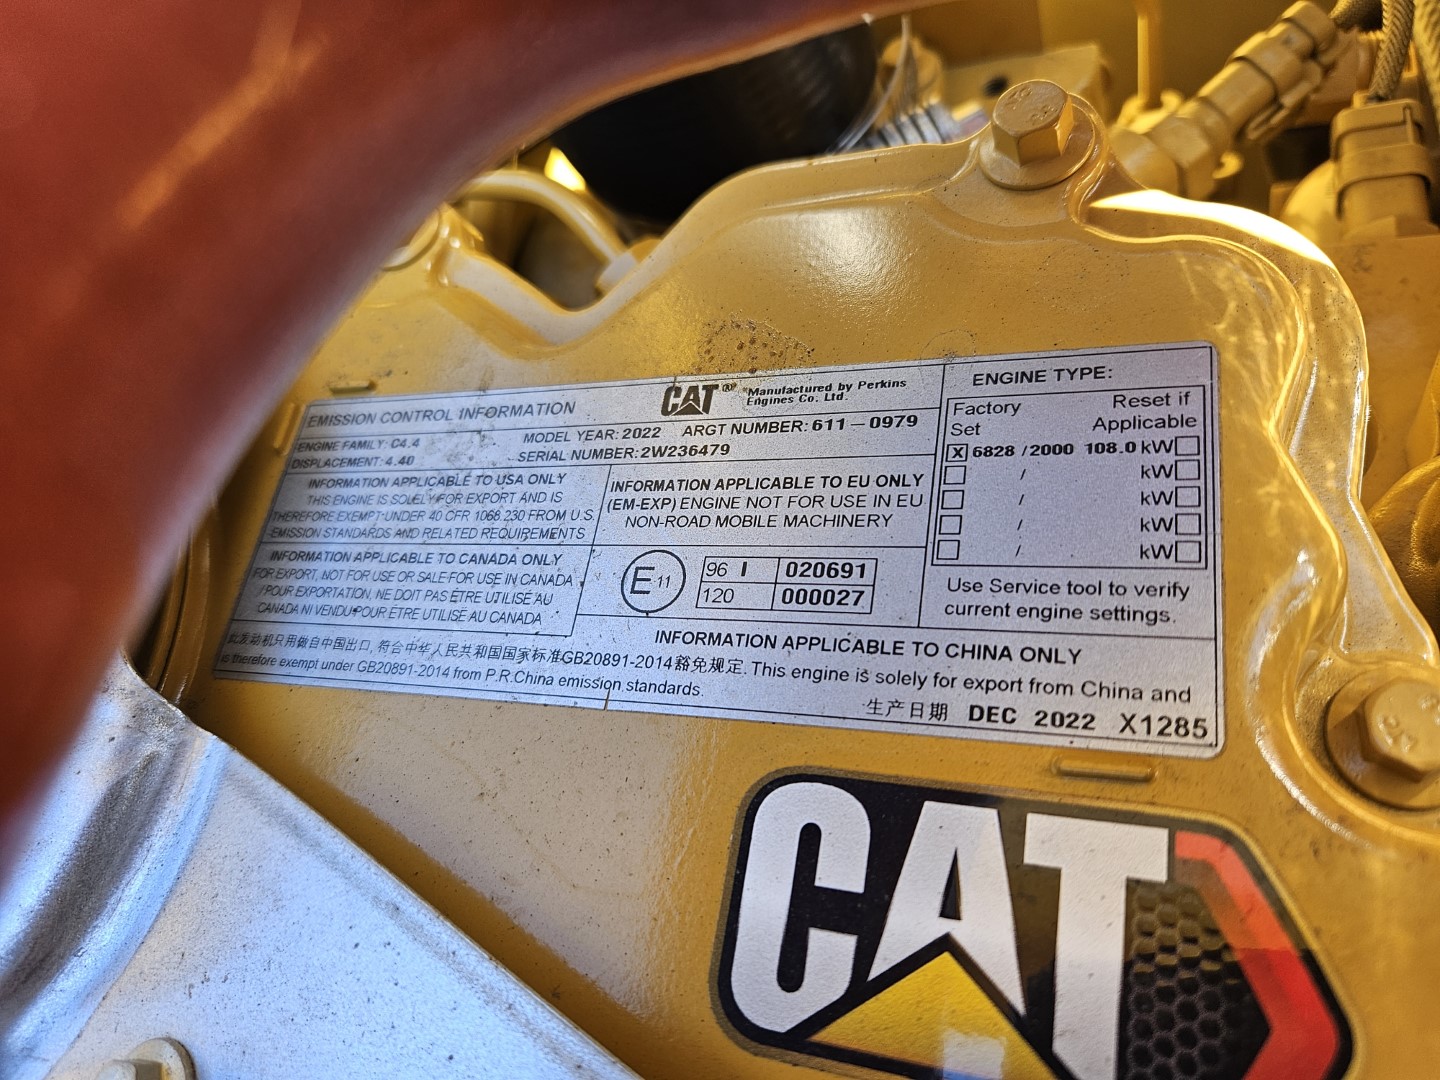 EMISSION CONTROL INFORMATION
CAT® Manufactured by Perkins
Engines Co. Ltd.
ENGINE FAMILY: C4.4
MODEL YEAR: 2022 ARGT NUMBER: 611-0979
DISPLACEMENT: 4.40
SERIAL NUMBER: 2W236479
INFORMATION APPLICABLE TO USA ONLY
THIS ENGINE IS SOLELY FOR EXPORT AND IS
THEREFORE EXEMPT UNDER 40 CFR 1068.230 FROM U.S.
EMISSION STANDARDS AND RELATED REQUIREMENTS
INFORMATION APPLICABLE TO EU ONLY
(EM-EXP) ENGINE NOT FOR USE IN EU
NON-ROAD MOBILE MACHINERY
INFORMATION APPLICABLE TO CANADA ONLY
FOR EXPORT, NOT FOR USE OR SALE FOR USE IN CANADA
/POUR EXPORTATION, NE DOIT PAS ÊTRE UTILISÉ AU
CANADA NI VENDU POUR ÊTRE UTILISÉ AU CANADA
E11
96 I 020691
120 000027
ENGINE TYPE:
Factory Set
Reset if Applicable
X 6828 /2000 108.0 kW
/ kW
/ kW
/ kW
/ kW
Use Service tool to verify
current engine settings.
INFORMATION APPLICABLE TO CHINA ONLY
此发动机只用做自中国出口, 符合中华人民共和国国家标准GB20891-2014豁免规定. This engine is solely for export from China and
is therefore exempt under GB20891-2014 from P.R.China emission standards.
生产日期 DEC 2022 X1285
CAT